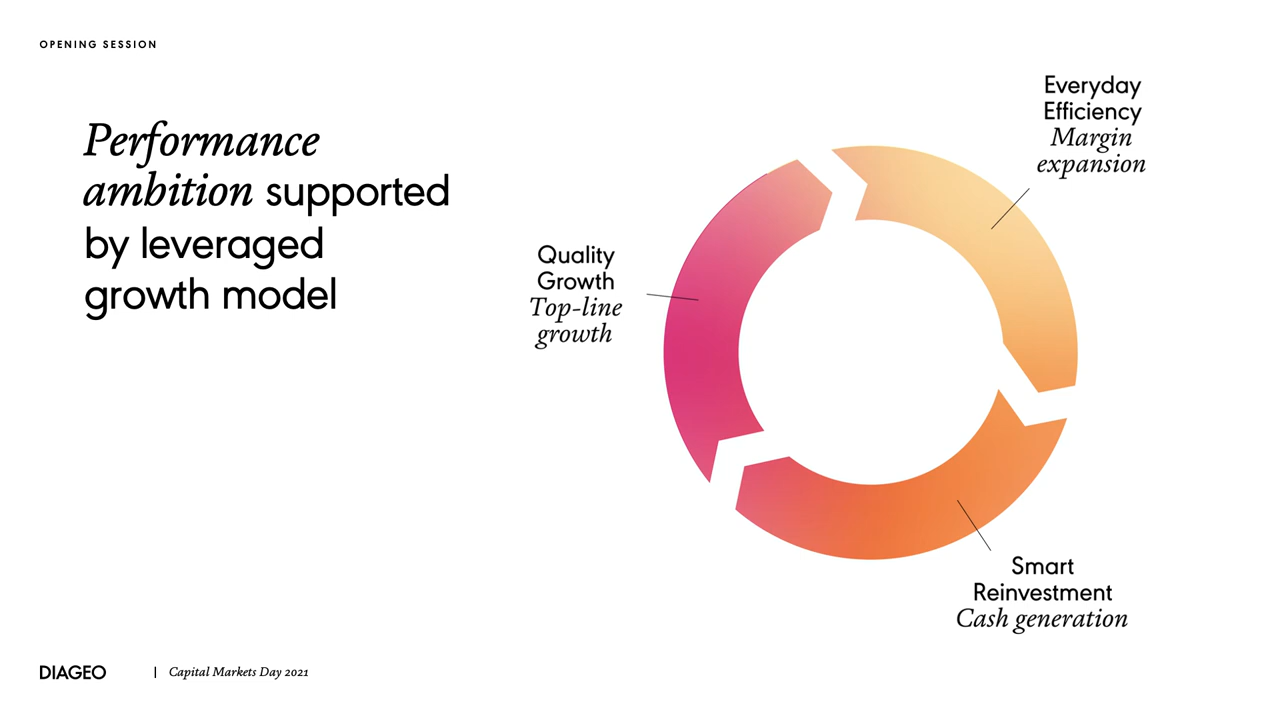 OPENING SESSION
Performance
ambition supported
by leveraged
growth model
Everyday
Efficiency
Margin
expansion
Quality
Growth
Top-line
growth
Smart
Reinvestment
Cash generation
DIAGEO | Capital Markets Day 2021